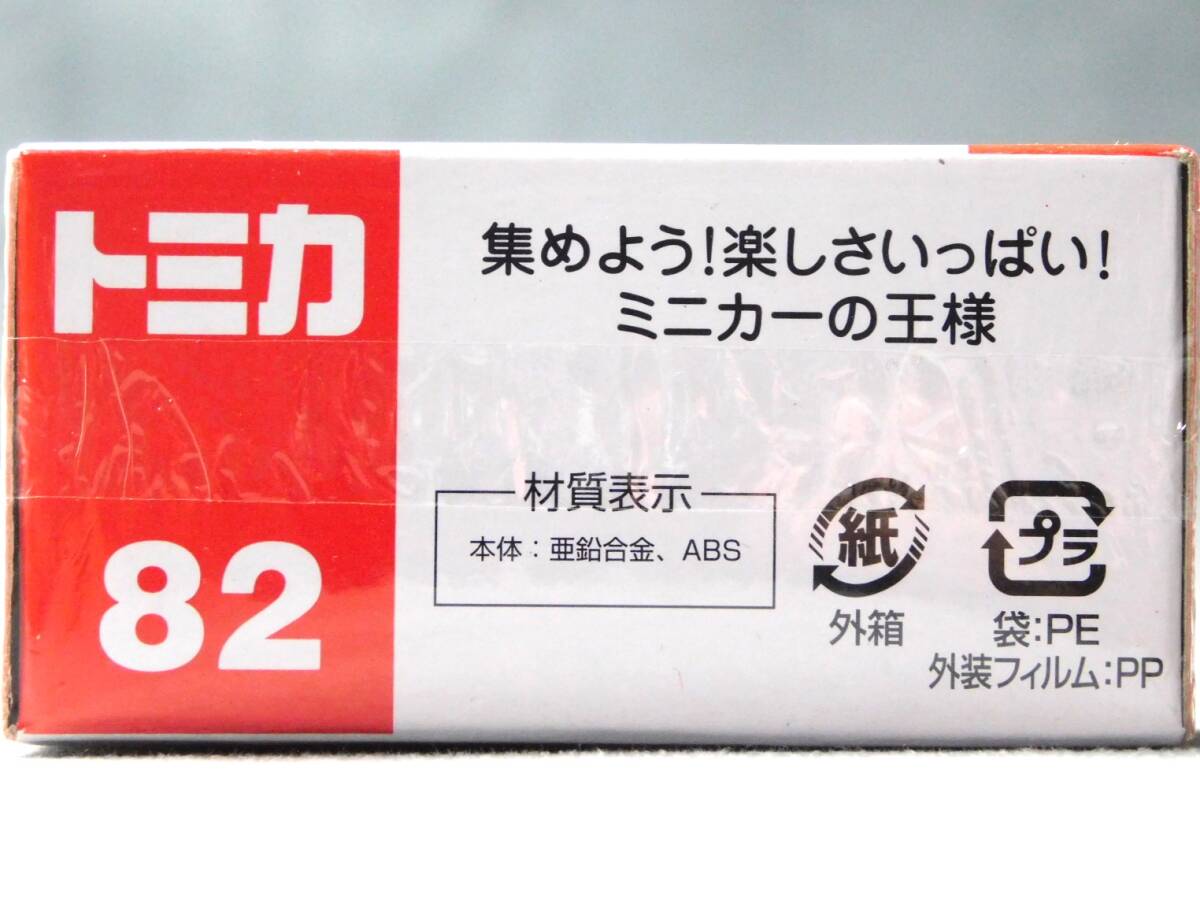 トミカ
82
集めよう!楽しさいっぱい!
ミニカーの王様
材質表示
本体:亜鉛合金、ABS
紙
外箱
プラ
袋:PE
外装フィルム:PP